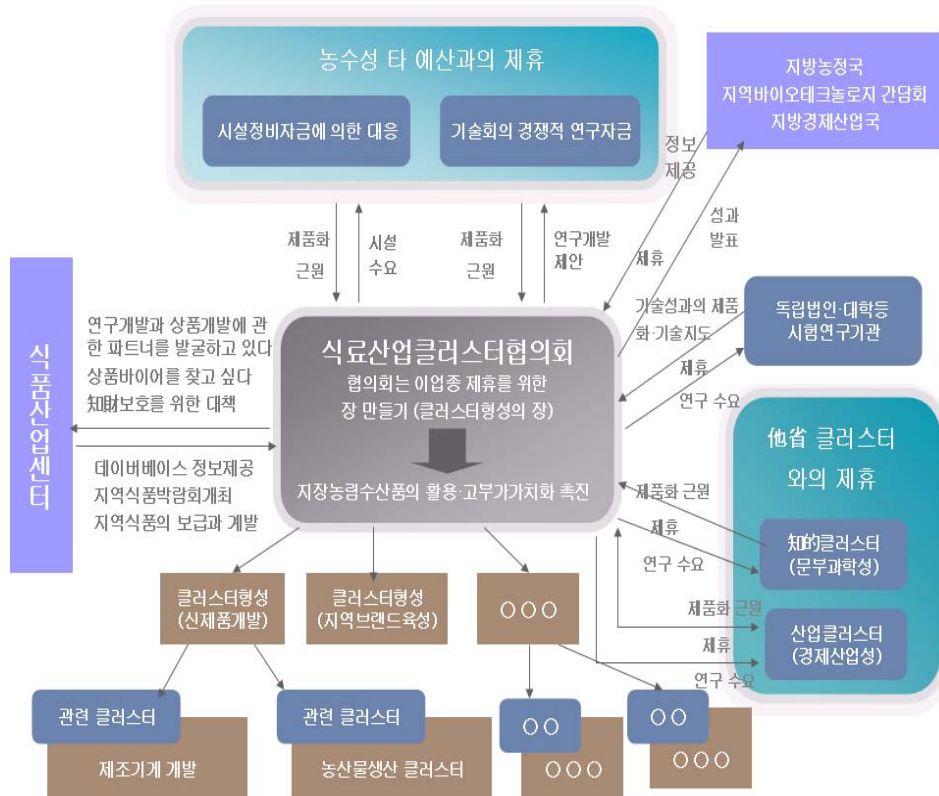 농수성 타 예산과의 제휴
시설정비자금에 의한 대응
기술회의 경쟁적 연구자금
지방농정국
지역바이오테크놀로지 간담회
지방경제산업국
정보
제공
성과
발표
제휴
제품화
근원
시설
수요
제품화
근원
연구개발
제안
식품산업센터
연구개발과 상품개발에 관
한 파트너를 발굴하고 있다
상품바이어를 찾고 싶다
知財보호를 위한 대책
데이버베이스 정보제공
지역식품박람회개최
지역식품의 보급과 계발
식료산업클러스터협의회
협의회는 이업종 제휴를 위한
장 만들기 (클러스터형성의 장)
지장농림수산품의 활용·고부가가치화 촉진
기술성과의 제품
화·기술지도
제휴
연구 수요
독립법인·대학등
시험연구기관
他省 클러스터
와의 제휴
제품화 근원
제휴
연구 수요
知的클러스터
(문부과학성)
제품화 근원
제휴
연구 수요
산업클러스터
(경제산업성)
클러스터형성
(신제품개발)
클러스터형성
(지역브랜드육성)
○○○
관련 클러스터
제조기계 개발
관련 클러스터
농산물생산 클러스터
○○
○○○
○○
○○○